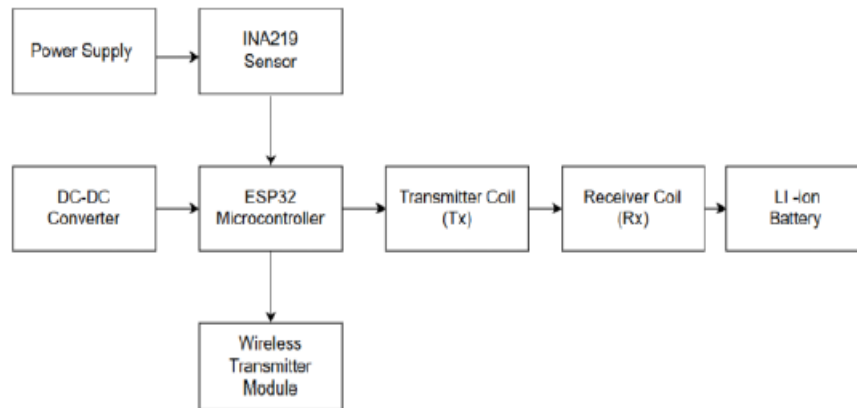 Power Supply
INA219
Sensor
DC-DC
Converter
ESP32
Microcontroller
Transmitter Coil
(Tx)
Receiver Coil
(Rx)
LI -ion
Battery
Wireless
Transmitter
Module